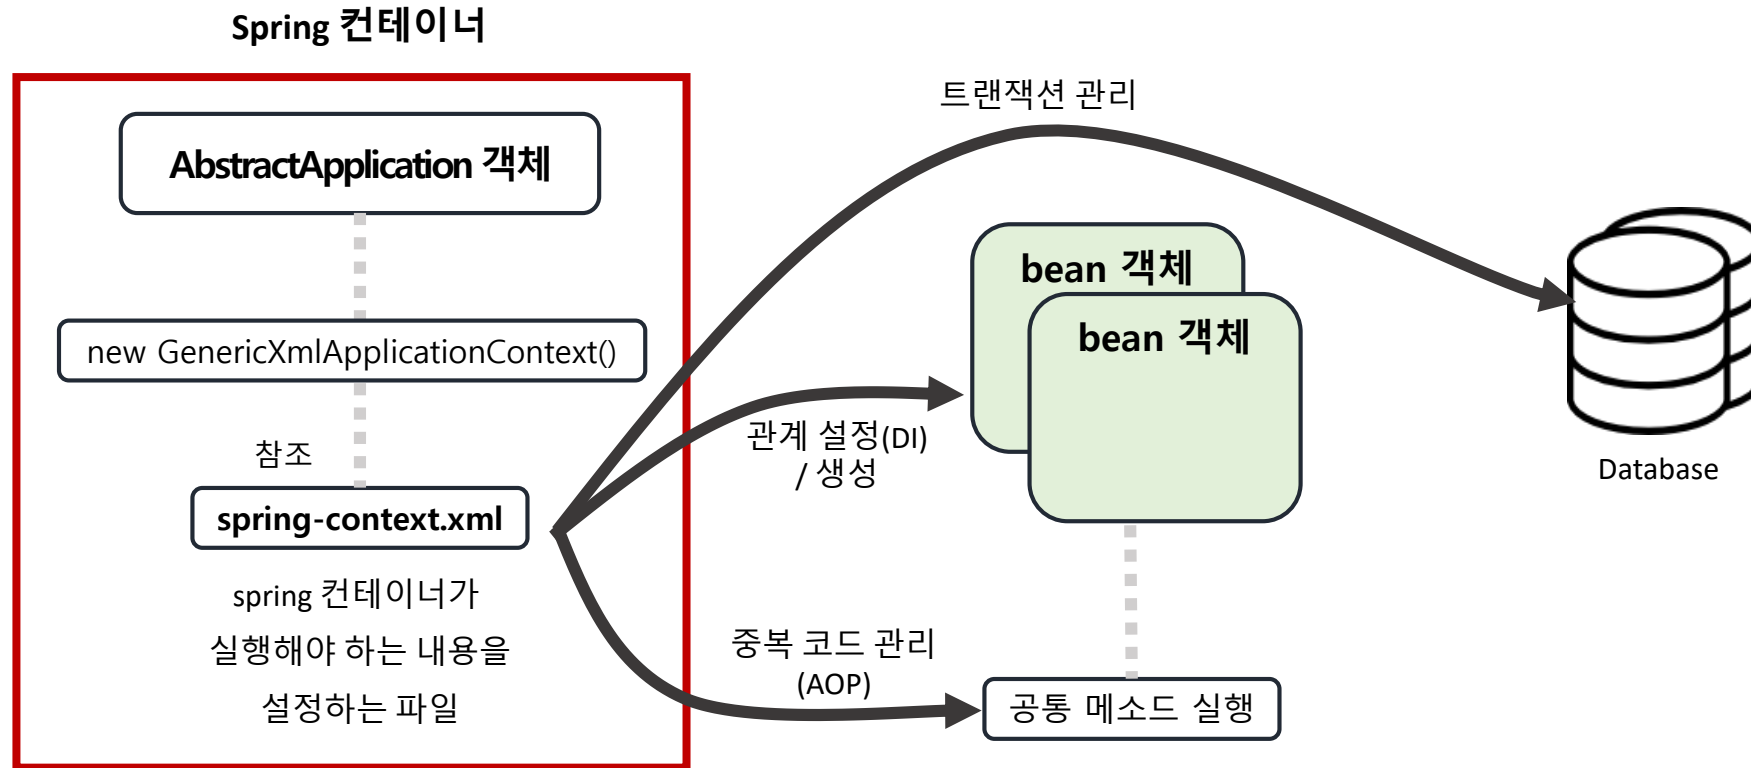 Spring 컨테이너
AbstractApplication 객체
new GenericXmlApplicationContext()
참조
spring-context.xml
spring 컨테이너가
실행해야 하는 내용을
설정하는 파일
트랜잭션 관리
bean 객체
bean 객체
관계 설정(DI)
/ 생성
중복 코드 관리
(AOP)
공통 메소드 실행
Database